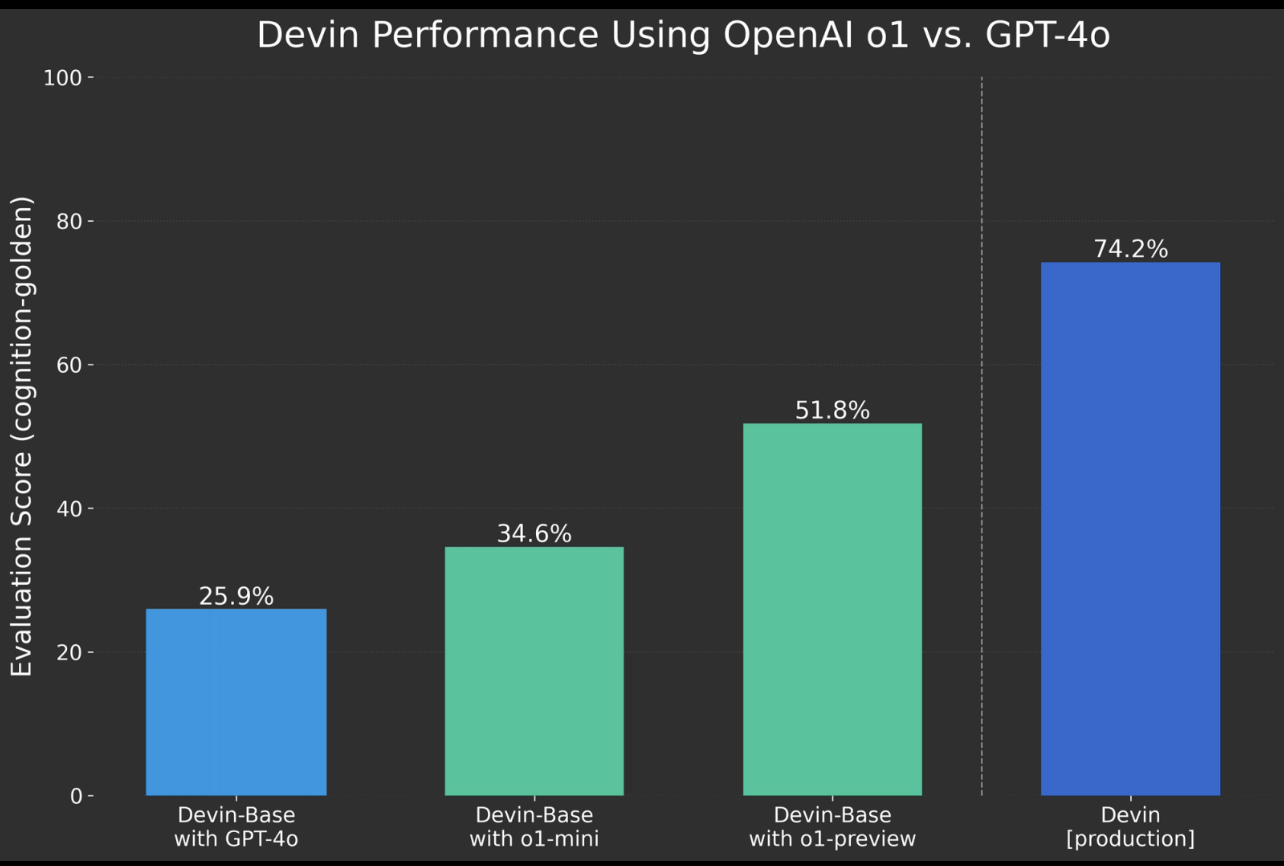 Devin Performance Using OpenAI o1 vs. GPT-4o
Evaluation Score (cognition-golden)
100
80
60
40
20
0
25.9%
34.6%
51.8%
74.2%
Devin-Base
with GPT-4o
Devin-Base
with o1-mini
Devin-Base
with o1-preview
Devin
[production]